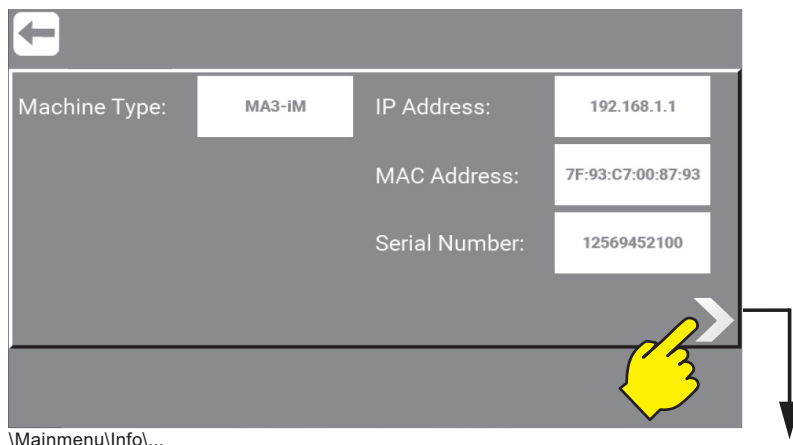 Machine Type: MA3-iM IP Address: 192.168.1.1
MAC Address: 7F:93:C7:00:87:93
Serial Number: 12569452100
\Mainmenu\Info\...